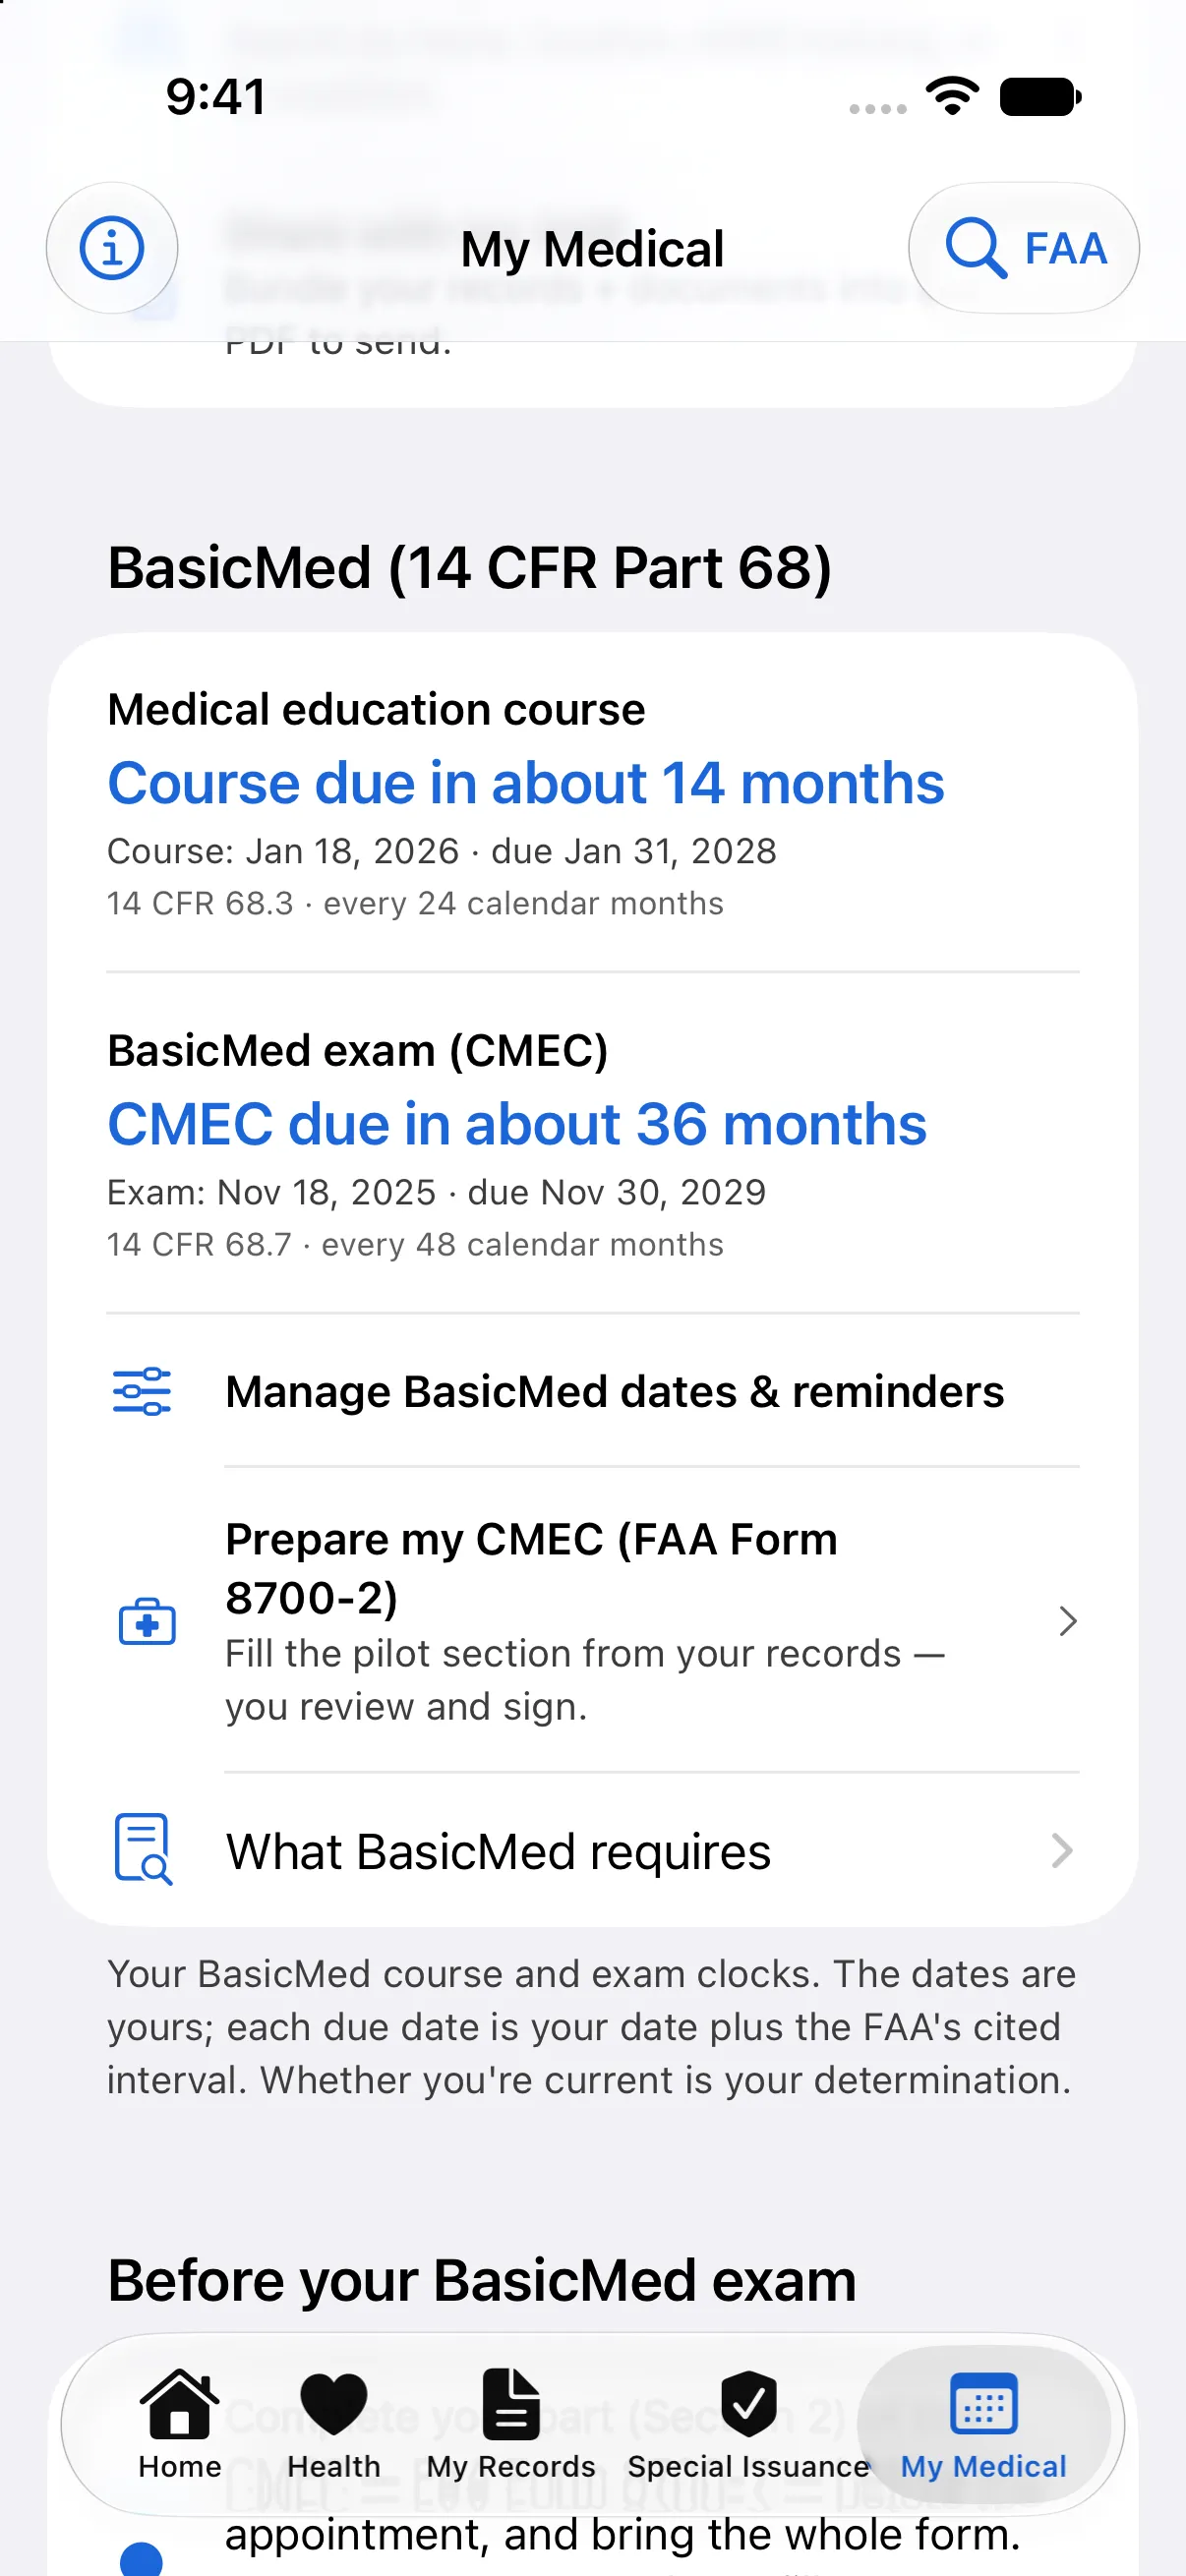 9:41
My Medical
FAA
PDF to send.
BasicMed (14 CFR Part 68)
Medical education course
Course due in about 14 months
Course: Jan 18, 2026 · due Jan 31, 2028
14 CFR 68.3 · every 24 calendar months
BasicMed exam (CMEC)
CMEC due in about 36 months
Exam: Nov 18, 2025 · due Nov 30, 2029
14 CFR 68.7 · every 48 calendar months
Manage BasicMed dates & reminders
Prepare my CMEC (FAA Form
8700-2)
Fill the pilot section from your records —
you review and sign.
What BasicMed requires
Your BasicMed course and exam clocks. The dates are
yours; each due date is your date plus the FAA's cited
interval. Whether you're current is your determination.
Before your BasicMed exam
Home
Health
My Records
Special Issuance
My Medical
appointment, and bring the whole form.